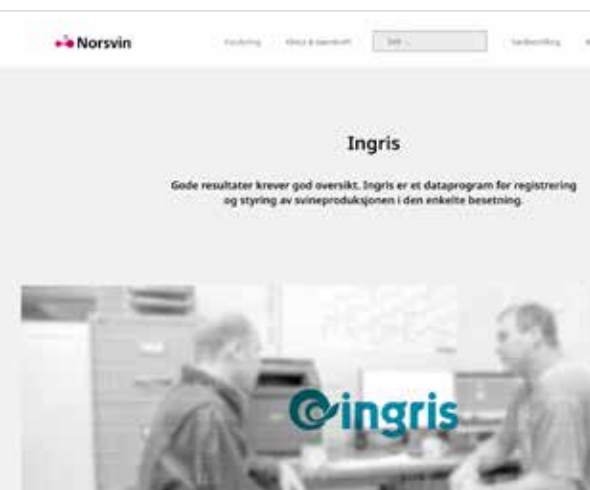 Norsvin
Søk ...
Ingris
Gode resultater krever god oversikt. Ingris er et dataprogram for registrering
og styring av svineproduksjonen i den enkelte besetning.
ingris